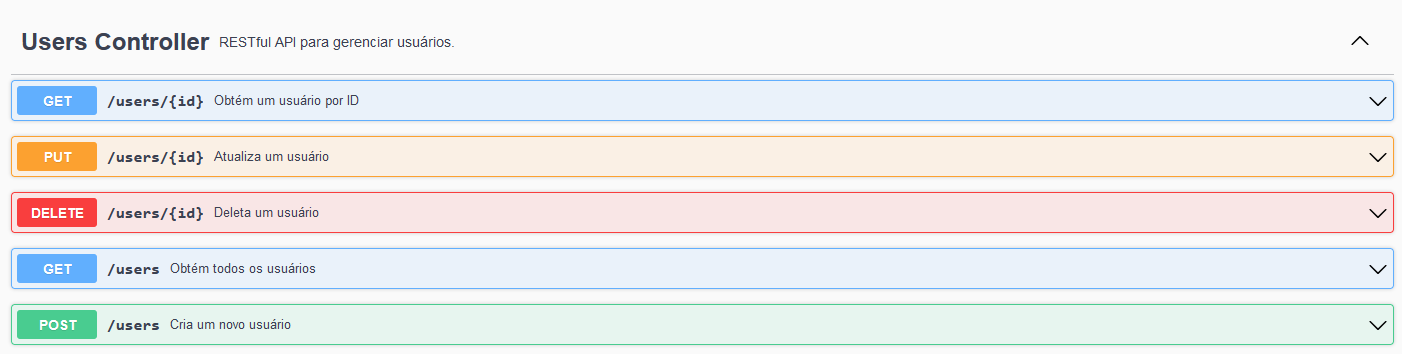 Users Controller RESTful API para gerenciar usuários.
GET /users/{id} Obtém um usuário por ID
PUT /users/{id} Atualiza um usuário
DELETE /users/{id} Deleta um usuário
GET /users Obtém todos os usuários
POST /users Cria um novo usuário